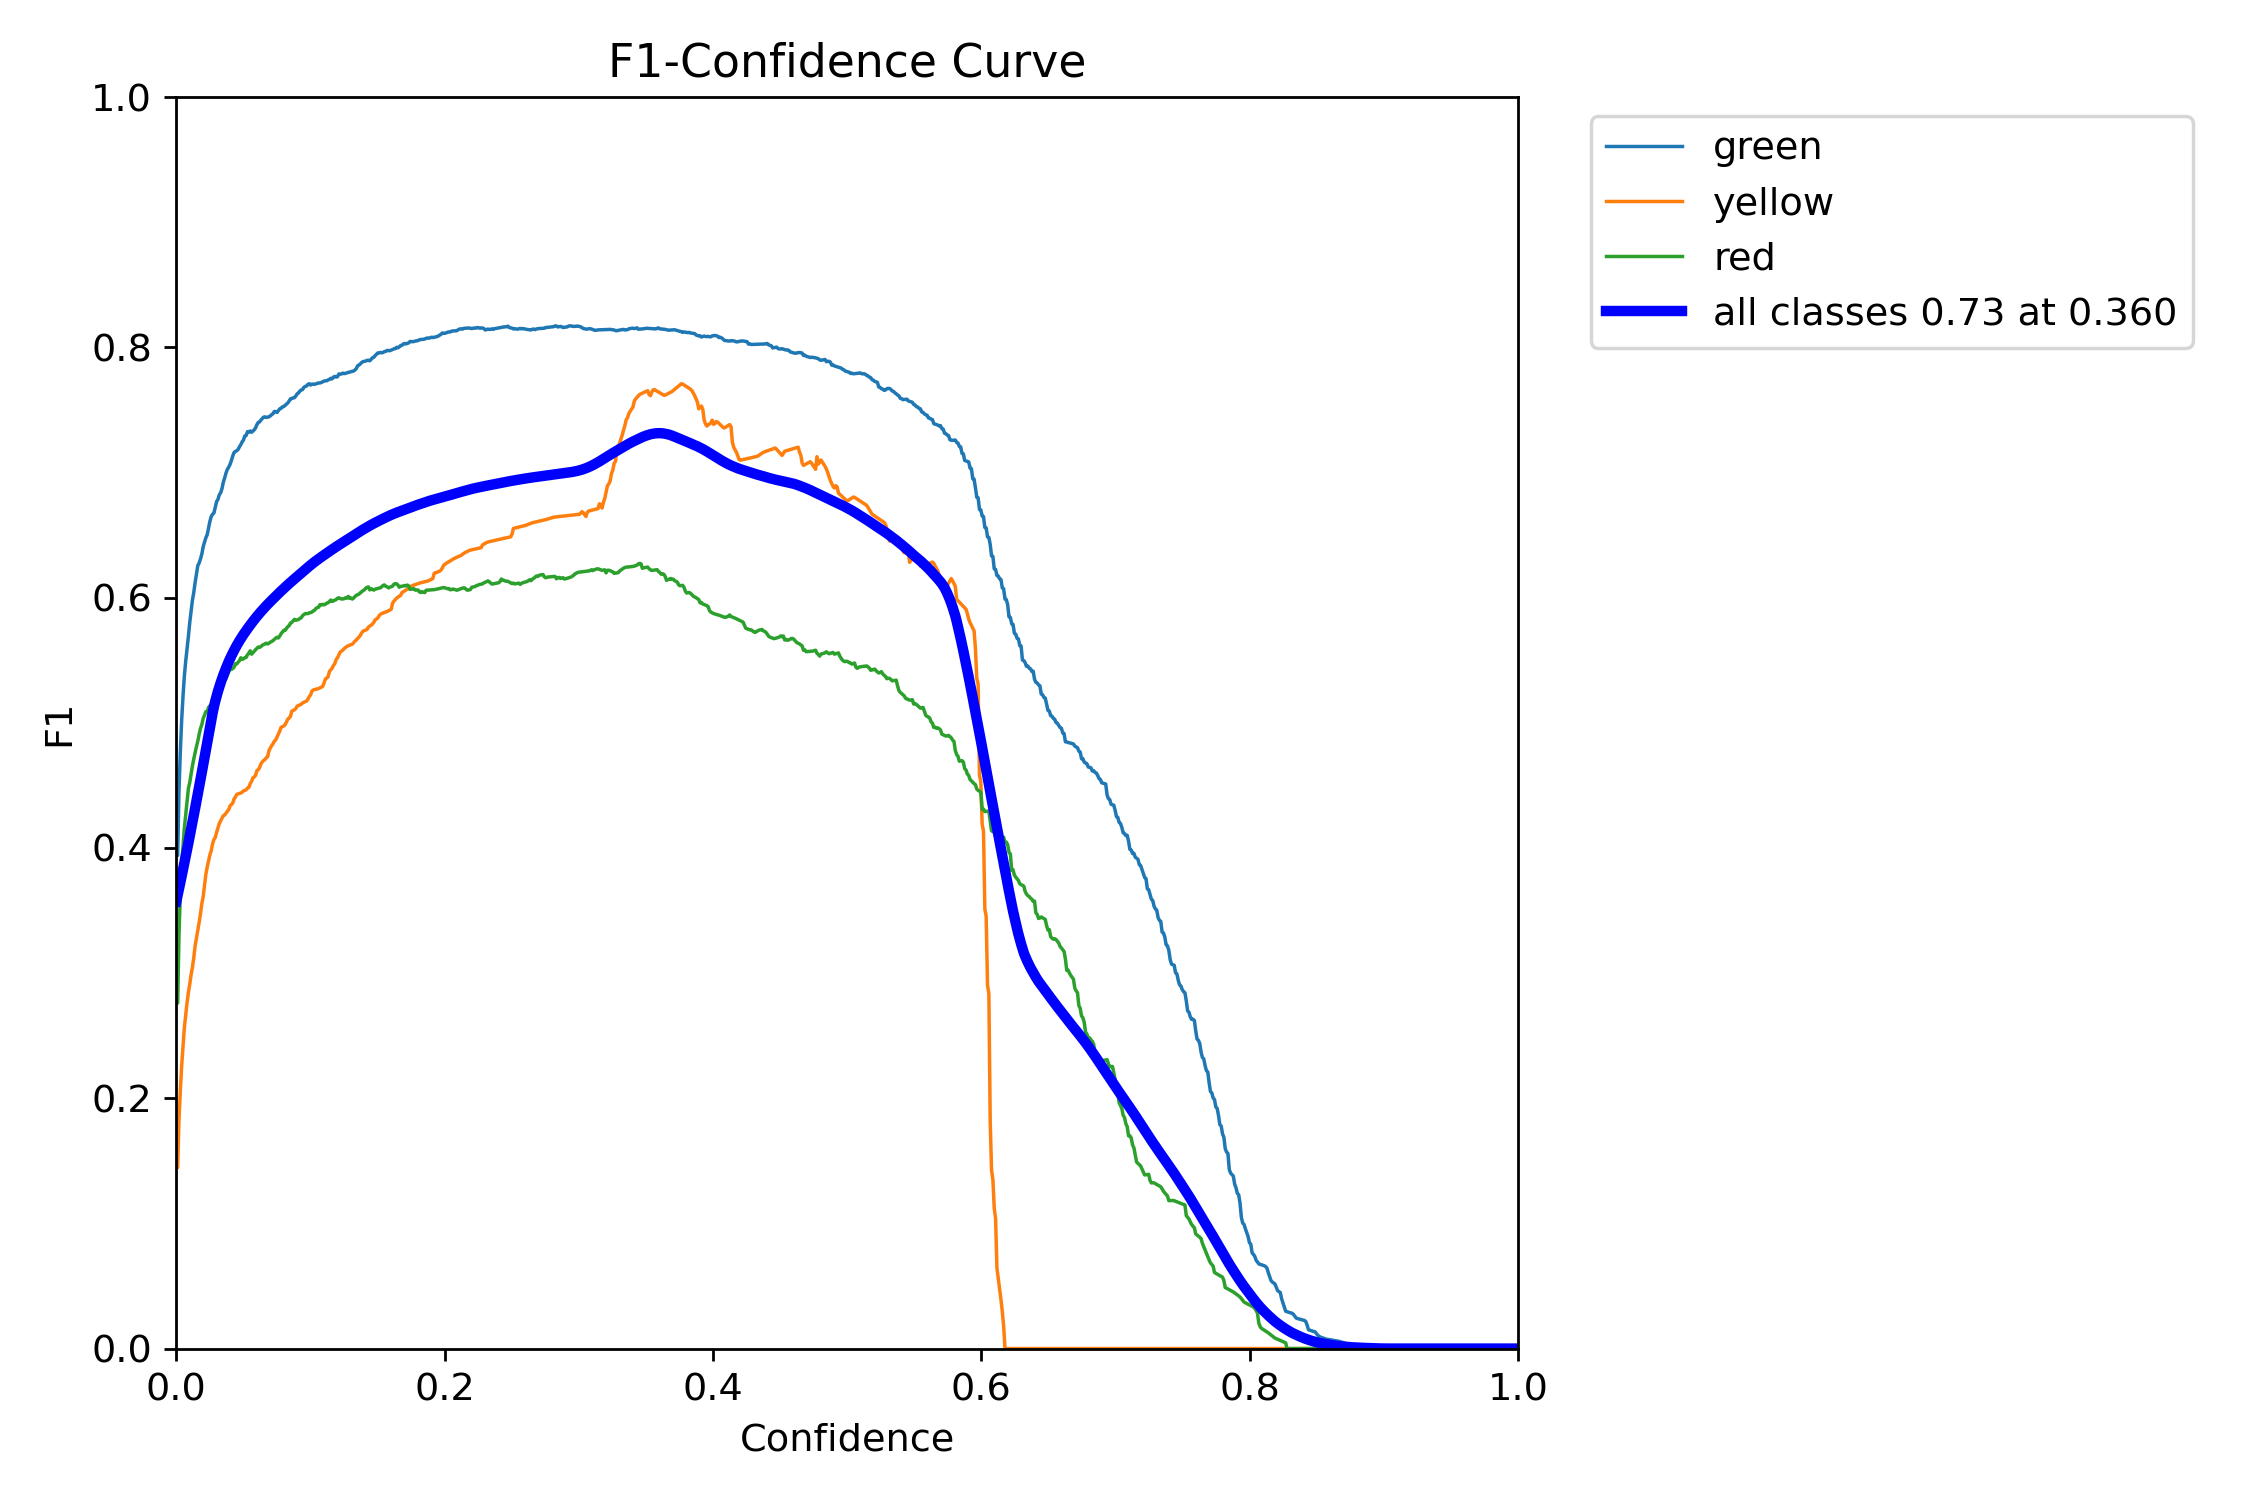 F1-Confidence Curve
1.0
0.8
0.6
0.4
0.2
0.0
F1
0.0 0.2 0.4 0.6 0.8 1.0
Confidence
green
yellow
red
all classes 0.73 at 0.360